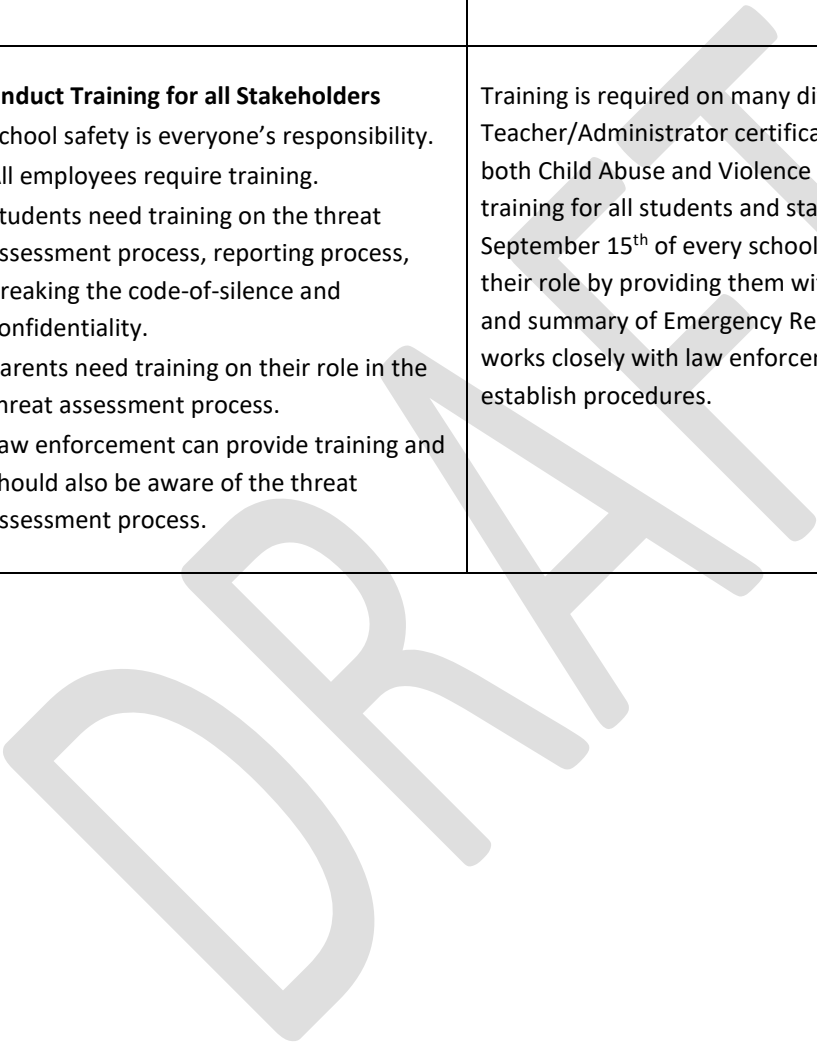 nduct Training for all Stakeholders
chool safety is everyone’s responsibility.
ll employees require training.
tudents need training on the threat
ssessment process, reporting process,
reaking the code-of-silence and
onfidentiality.
arents need training on their role in the
hreat assessment process.
aw enforcement can provide training and
hould also be aware of the threat
ssessment process.
Training is required on many di
Teacher/Administrator certifica
both Child Abuse and Violence
training for all students and sta
September 15th of every school
their role by providing them wi
and summary of Emergency Re
works closely with law enforce
establish procedures.
DRAFT